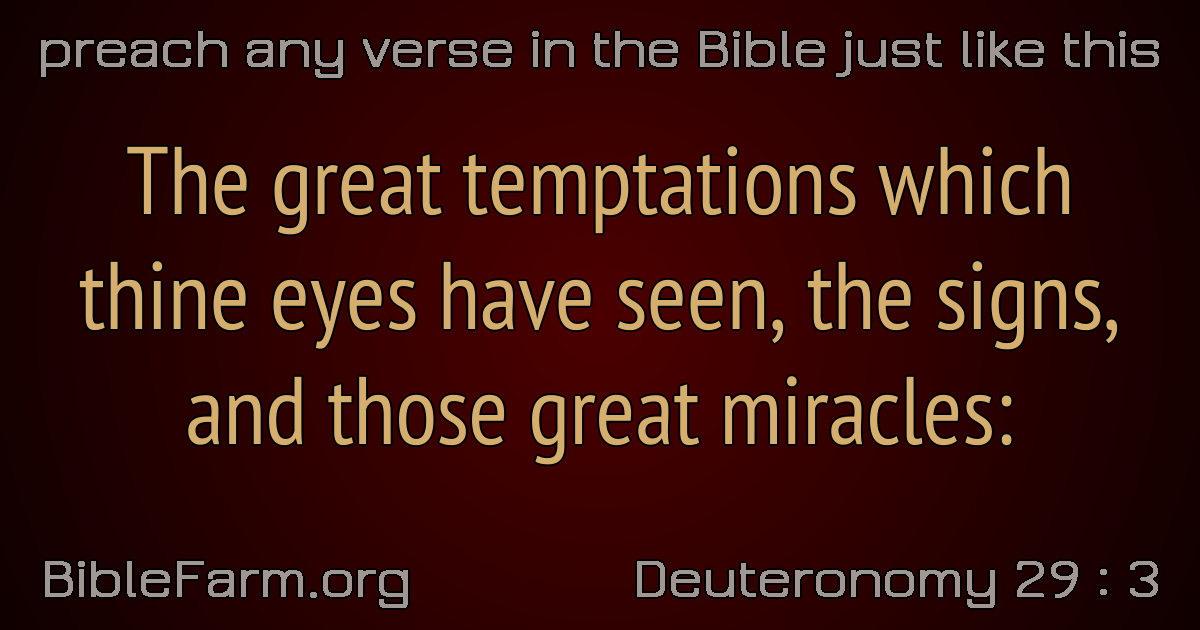 preach any verse in the Bible just like this
The great temptations which
thine eyes have seen, the signs,
and those great miracles:
BibleFarm.org
Deuteronomy 29 : 3